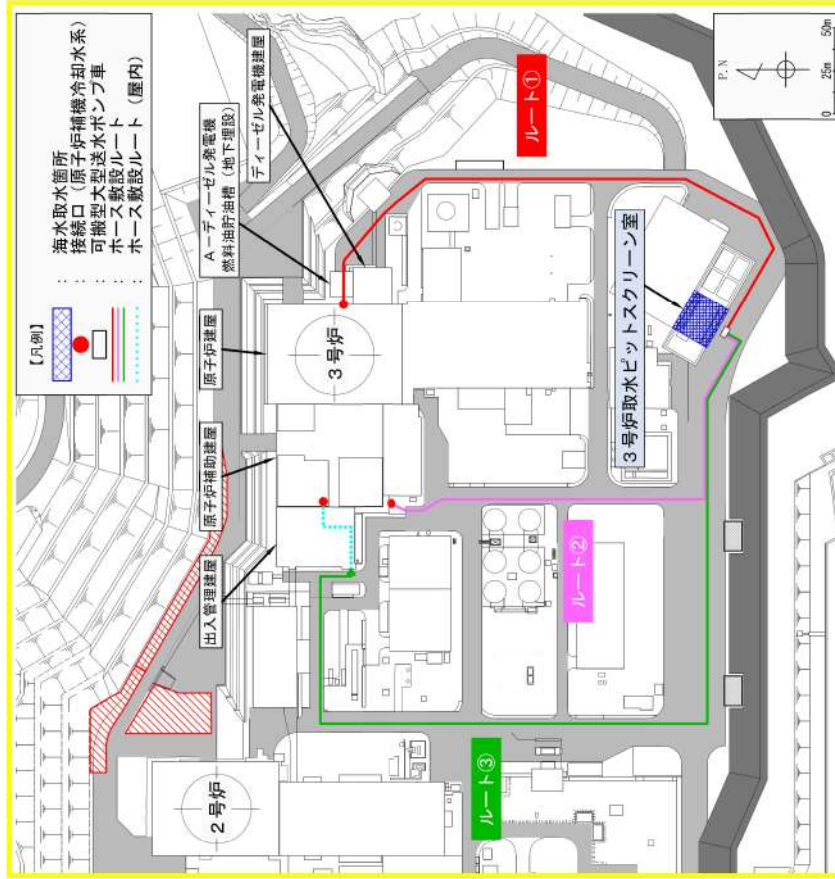 【凡例】
： 海水取水箇所
： 接続口（原子炉補機冷却水系）
： 可搬型大型送水ポンプ車
： ホース敷設ルート
： ホース敷設ルート（屋内）
P.N
0 25m 50m
出入管理建屋
原子炉補助建屋
原子炉建屋
A－ディーゼル発電機
燃料油貯油槽（地下埋設）
ディーゼル発電機建屋
2号炉
3号炉
ルート①
ルート②
ルート③
3号炉取水ピットスクリーン室